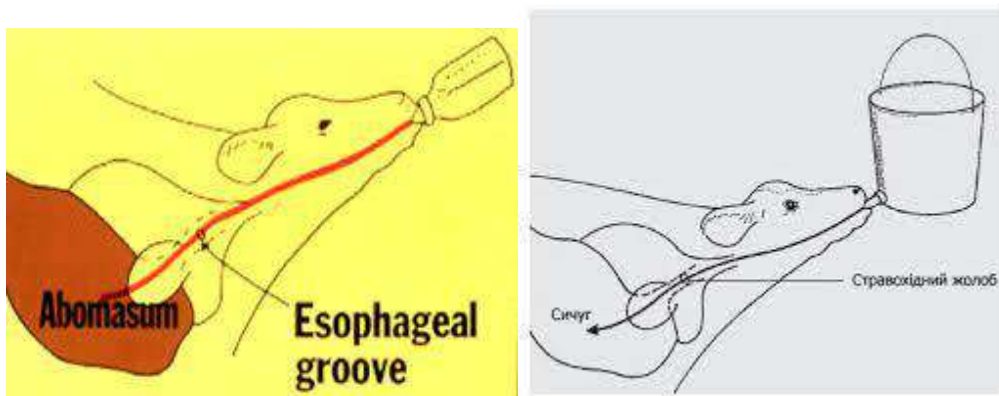 Abomasum
Esophageal
groove
Стравохідний жолоб
Сичуг